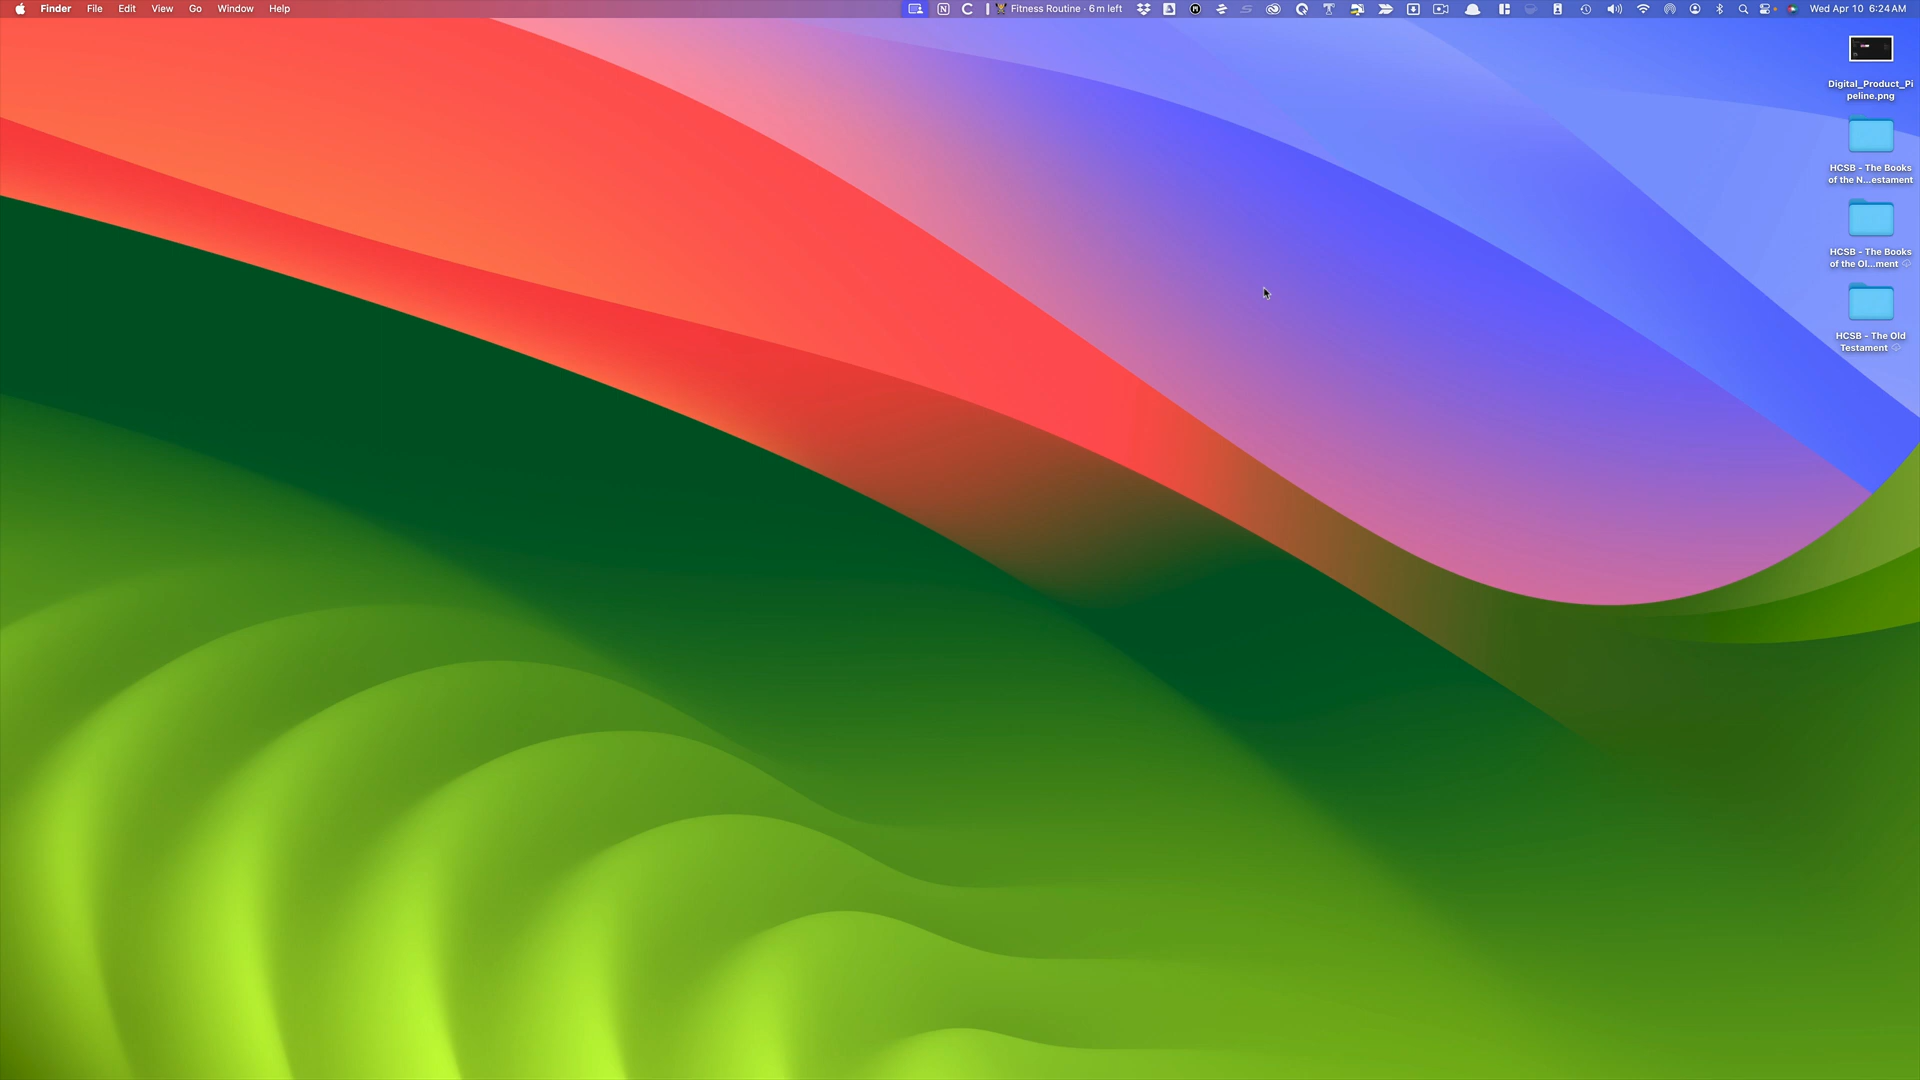 Finder File Edit View Go Window Help
Fitness Routine · 6 m left
Wed Apr 10 6:24 AM
Digital_Product_Pi
peline.png
HCSB - The Books
of the N...estament
HCSB - The Books
of the Ol...ment
HCSB - The Old
Testament